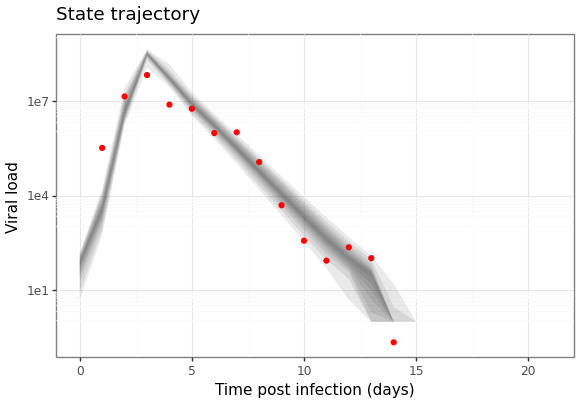 State trajectory
Viral load
1e7
1e4
1e1
0 5 10 15 20
Time post infection (days)